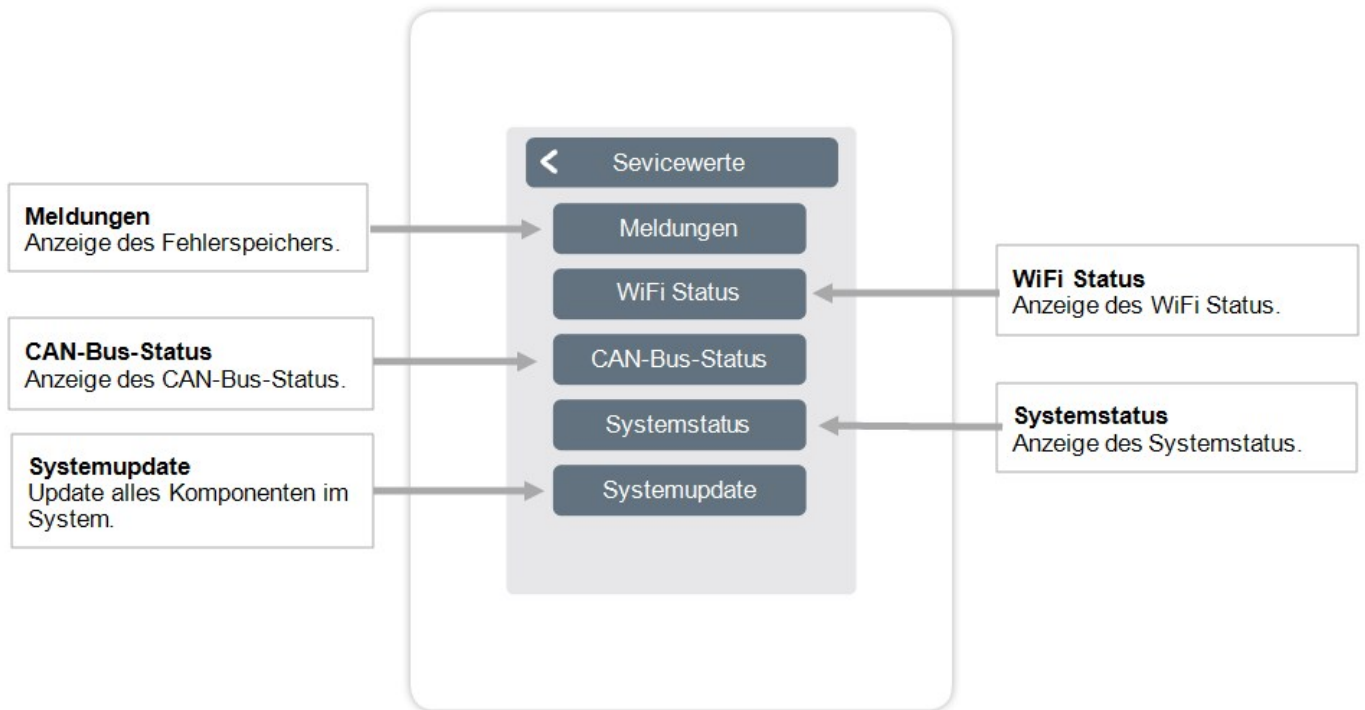 Sevicewerte
Meldungen
WiFi Status
CAN-Bus-Status
Systemstatus
Systemupdate
Meldungen
Anzeige des Fehlerspeichers.
CAN-Bus-Status
Anzeige des CAN-Bus-Status.
Systemupdate
Update alles Komponenten im
System.
WiFi Status
Anzeige des WiFi Status.
Systemstatus
Anzeige des Systemstatus.